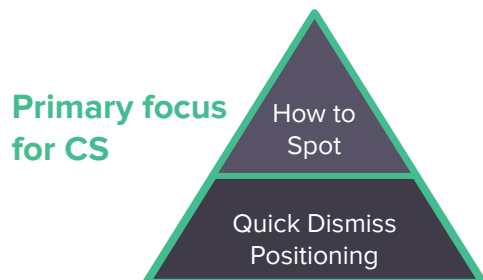 Primary focus
for CS
How to
Spot
Quick Dismiss
Positioning